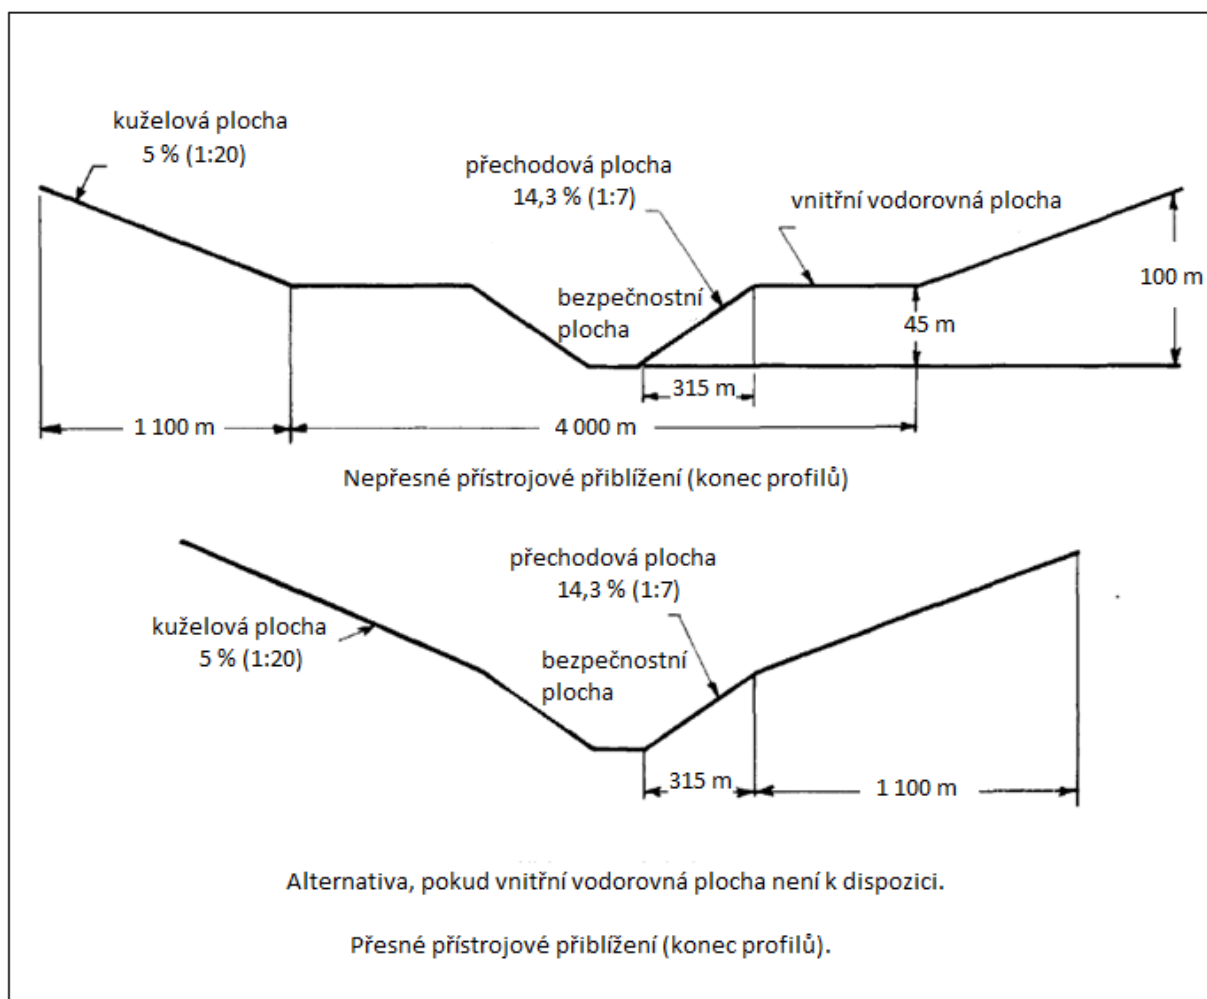 kuželová plocha
5 % (1:20)
přechodová plocha
14,3 % (1:7)
vnitřní vodorovná plocha
100 m
bezpečnostní
plocha
45 m
315 m
1 100 m
4 000 m
Nepřesné přístrojové přiblížení (konec profilů)
přechodová plocha
14,3 % (1:7)
kuželová plocha
5 % (1:20)
bezpečnostní
plocha
315 m
1 100 m
Alternativa, pokud vnitřní vodorovná plocha není k dispozici.
Přesné přístrojové přiblížení (konec profilů).